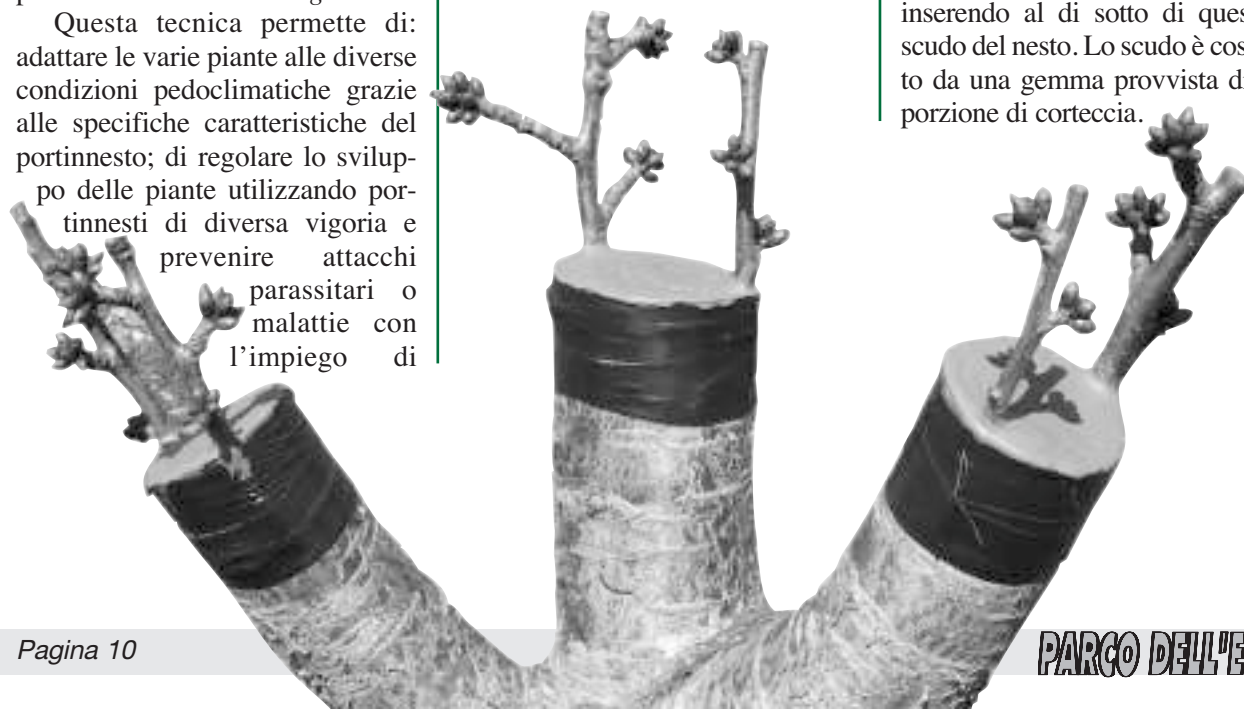 Questa tecnica permette di:
adattare le varie piante alle diverse
condizioni pedoclimatiche grazie
alle specifiche caratteristiche del
portinnesto; di regolare lo svilup-
po delle piante utilizzando por-
tinnesti di diversa vigoria e
prevenire attacchi
parassitari o
malattie con
l'impiego di
inserendo al di sotto di ques
scudo del nesto. Lo scudo è cos
to da una gemma provvista di
porzione di corteccia.
Pagina 10
PARCO DELL'E